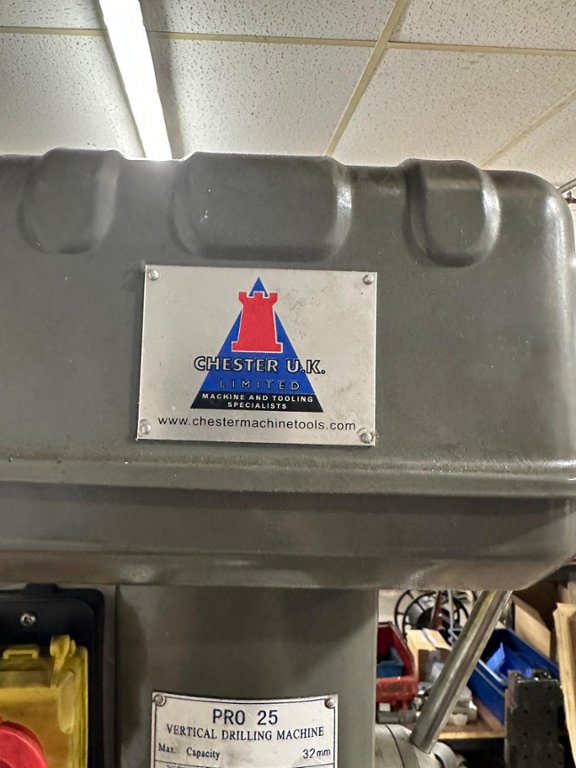 CHESTER U.K.
LIMITED
MACHINE AND TOOLING
SPECIALISTS
www.chestermachinetools.com
PRO 25
VERTICAL DRILLING MACHINE
Max. Capacity 32mm